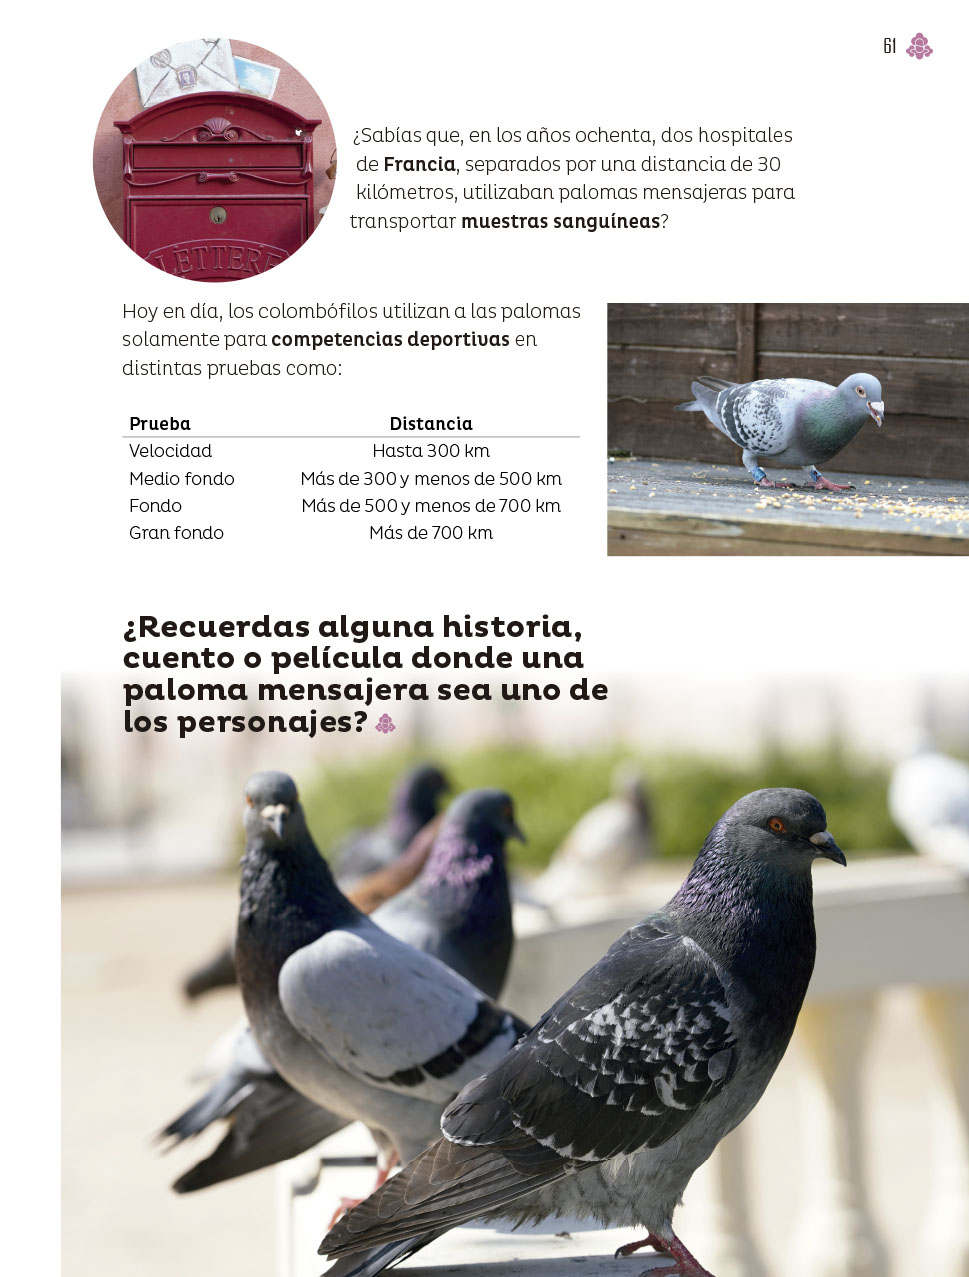 61
LETTERE
¿Sabías que, en los años ochenta, dos hospitales
de Francia, separados por una distancia de 30
kilómetros, utilizaban palomas mensajeras para
transportar muestras sanguíneas?
Hoy en día, los colombófilos utilizan a las palomas
solamente para competencias deportivas en
distintas pruebas como:
Prueba Distancia
Velocidad Hasta 300 km
Medio fondo Más de 300 y menos de 500 km
Fondo Más de 500 y menos de 700 km
Gran fondo Más de 700 km
¿Recuerdas alguna historia,
cuento o película donde una
paloma mensajera sea uno de
los personajes?